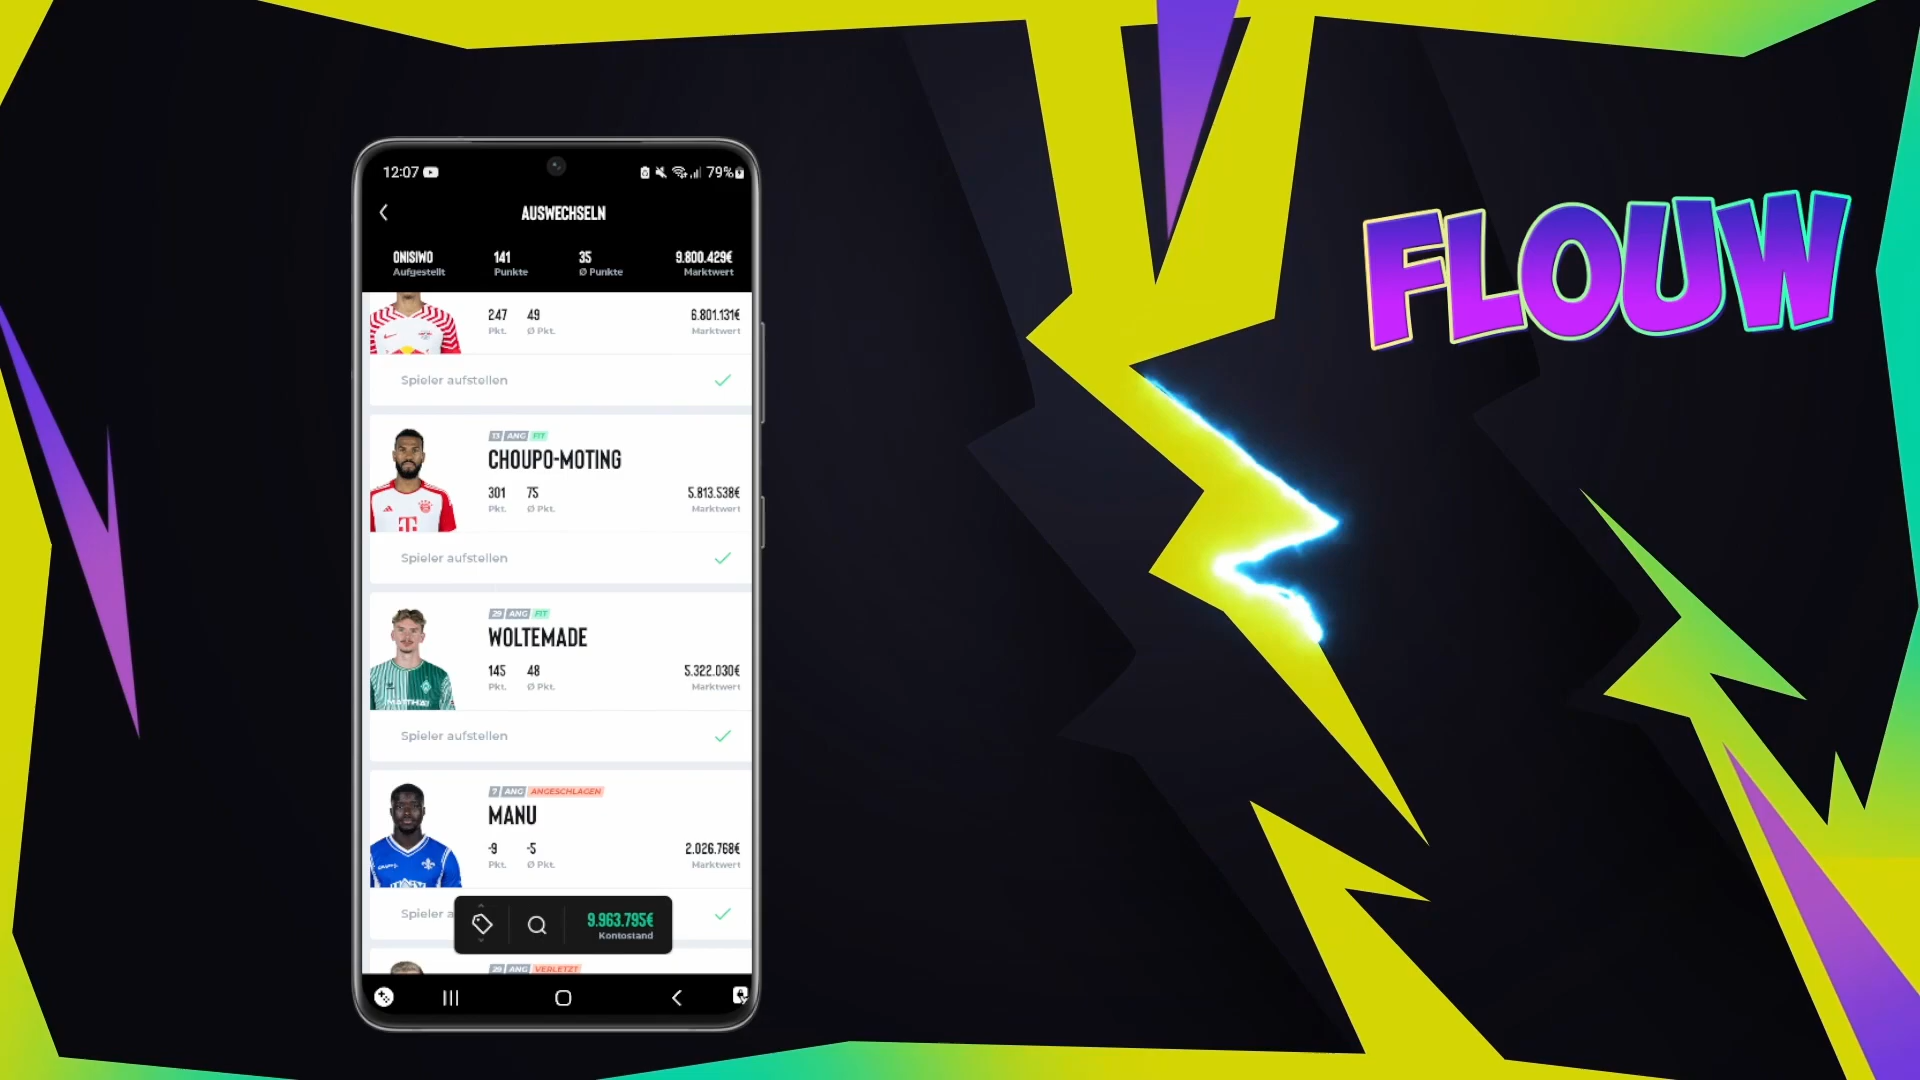 12:07 79%
AUSWECHSELN
ONISIWO 141 35 9.800.429€
Aufgestellt Punkte Ø Punkte Marktwert
247 49 6.801.131€
Pkt. Ø Pkt. Marktwert
Spieler aufstellen
13 ANG FIT
CHOUPO-MOTING
301 75 5.813.538€
Pkt. Ø Pkt. Marktwert
Spieler aufstellen
29 ANG FIT
WOLTEMADE
145 48 5.322.030€
Pkt. Ø Pkt. Marktwert
Spieler aufstellen
7 ANG ANGESCHLAGEN
MANU
-9 -5 2.026.768€
Pkt. Ø Pkt. Marktwert
Spieler a
9.963.795€
Kontostand
29 ANG VERLETZT
FLOUW